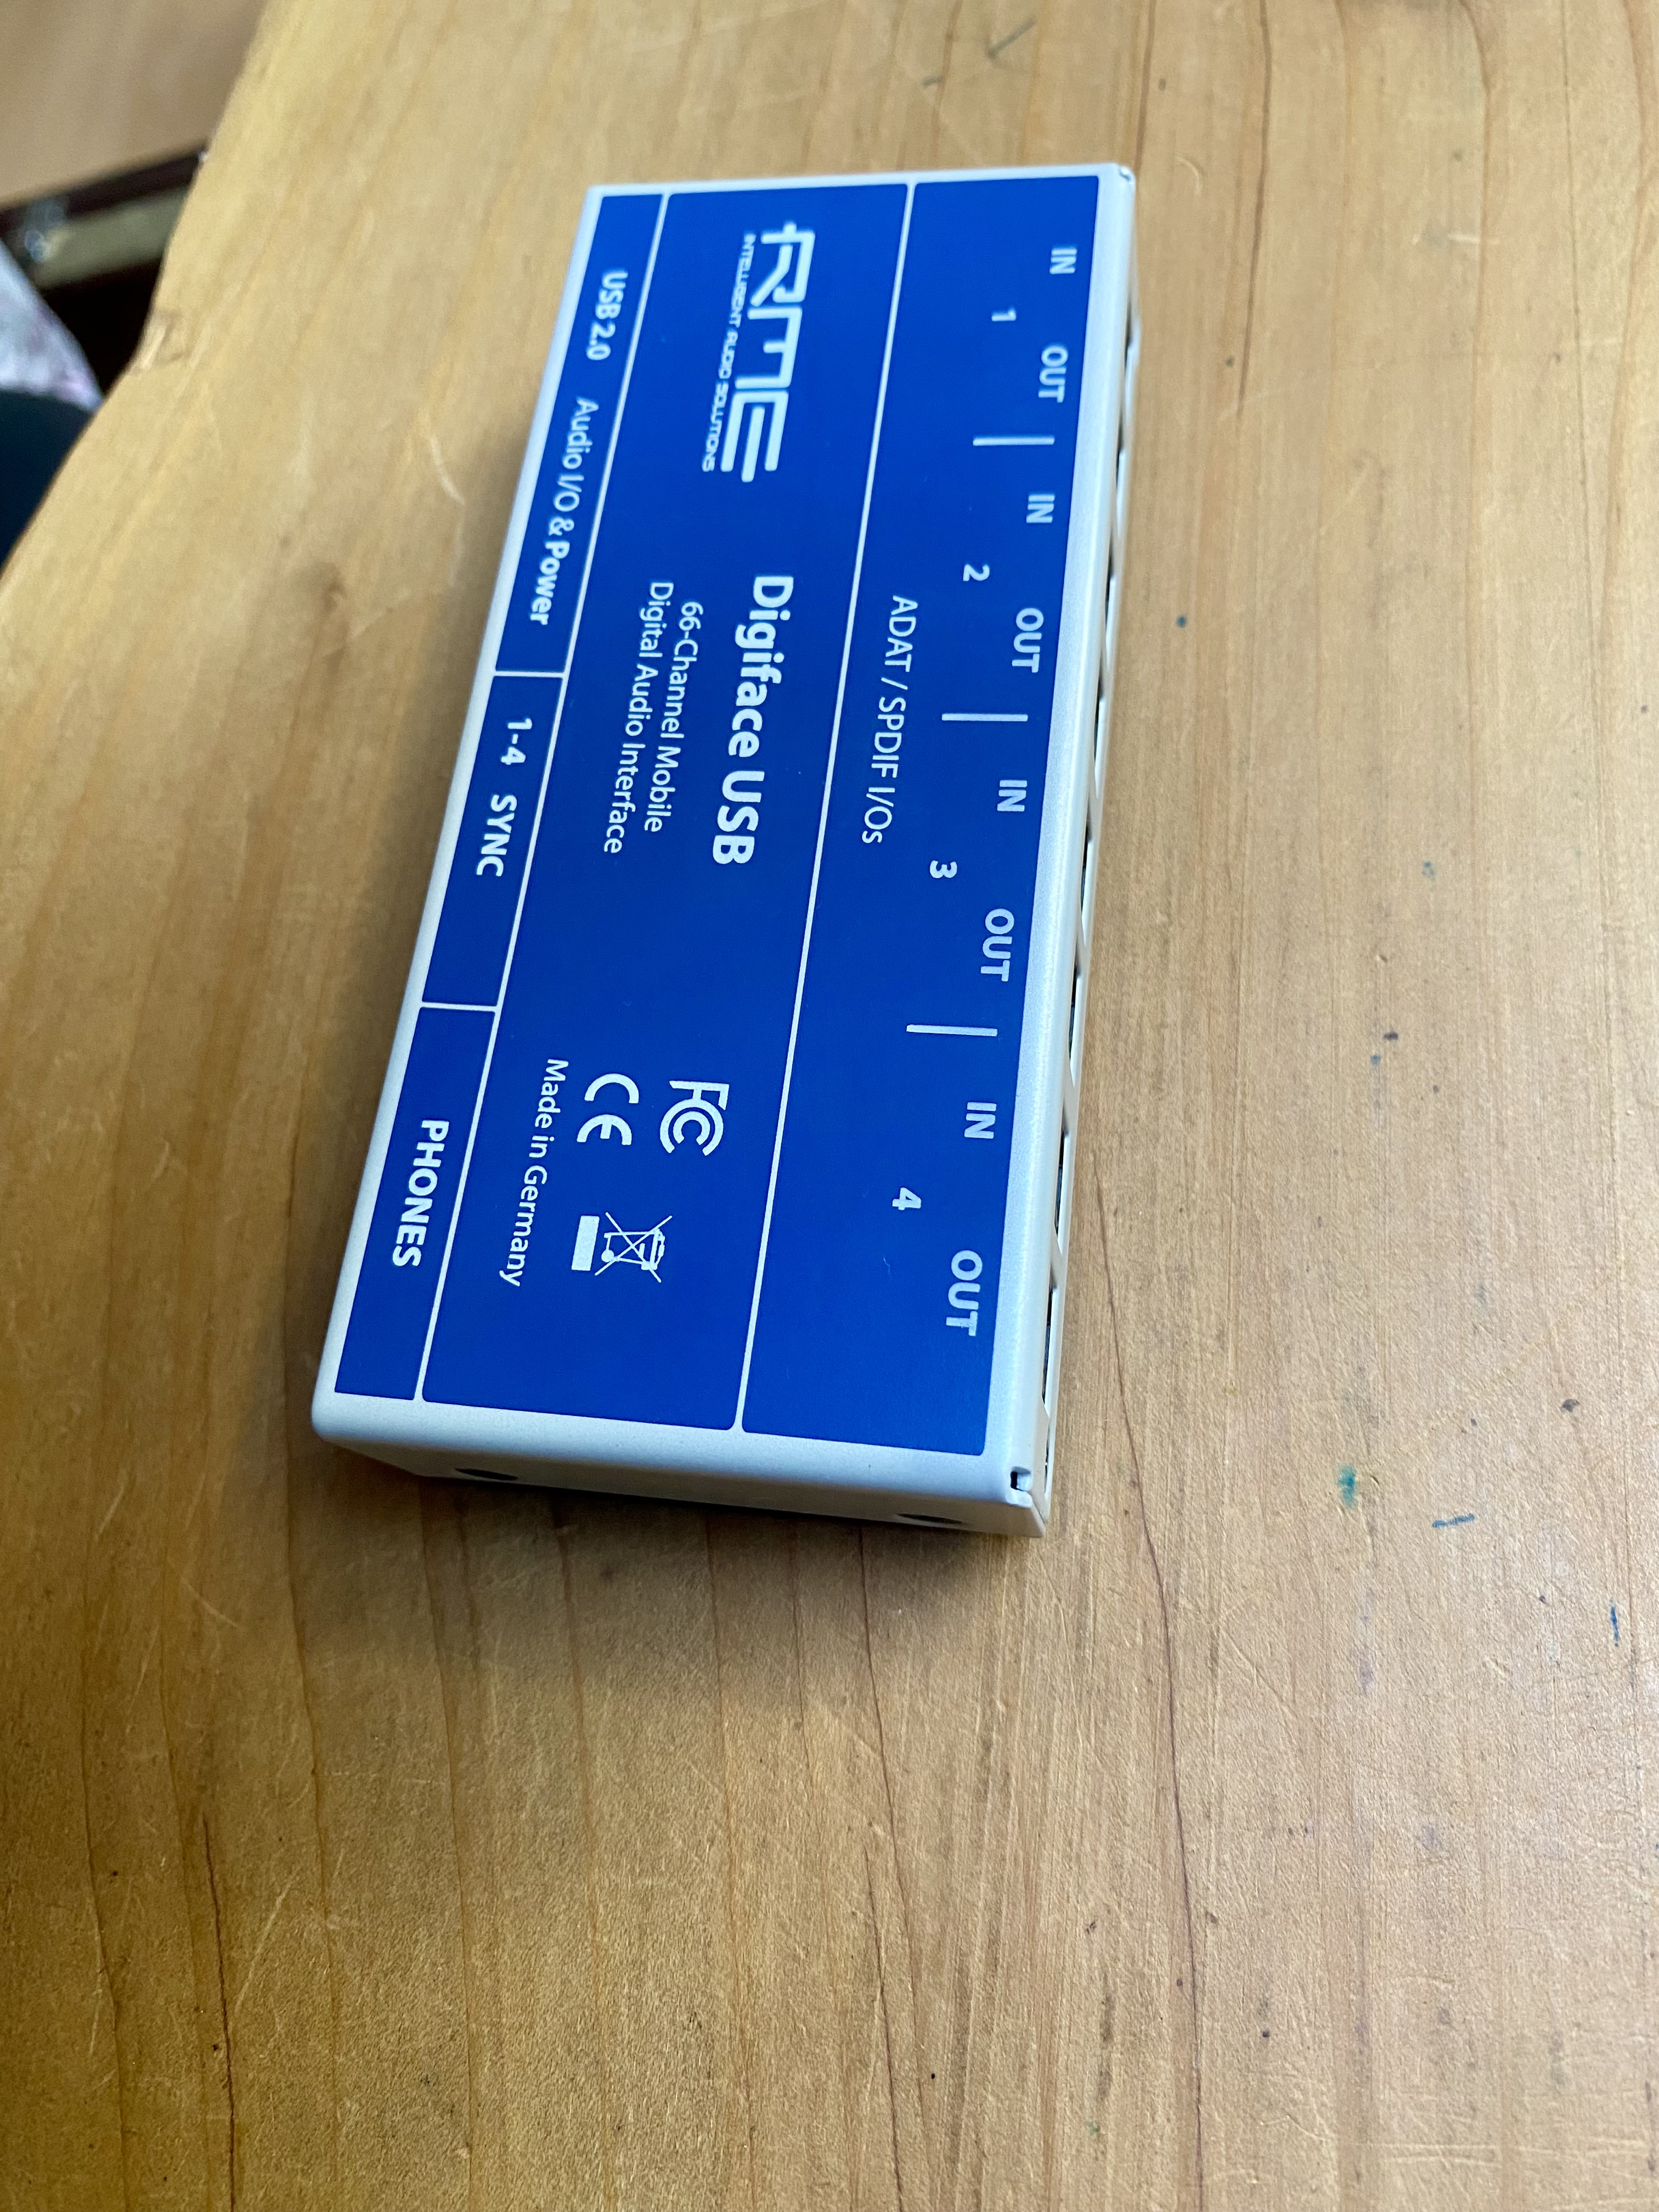 IN 1 OUT | IN 2 OUT | IN 3 OUT | IN 4 OUT
ADAT / SPDIF I/Os
RME
INTELLIGENT AUDIO SOLUTIONS
Digiface USB
66-Channel Mobile
Digital Audio Interface
FC
CE
Made in Germany
USB 2.0 Audio I/O & Power
1-4 SYNC
PHONES